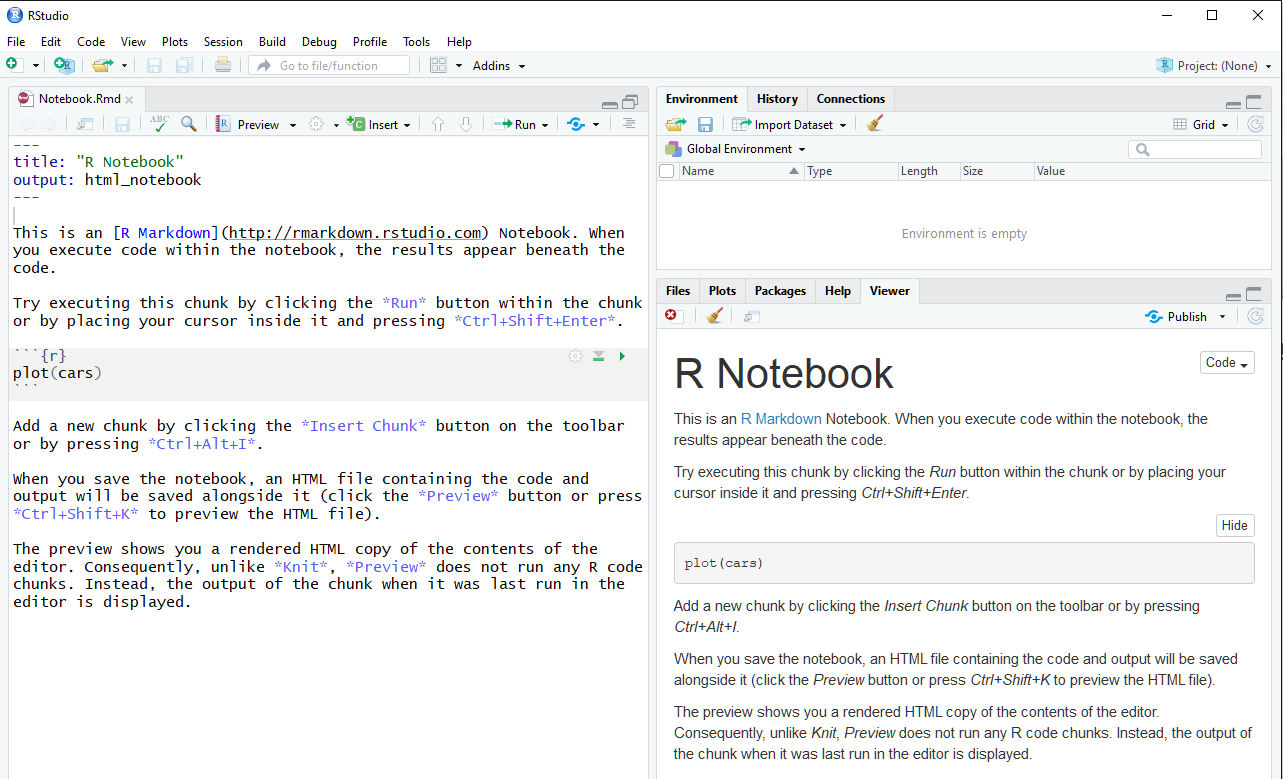 RStudio
File Edit Code View Plots Session Build Debug Profile Tools Help
Go to file/function Addins Project: (None)
Notebook.Rmd
ABC Preview Insert Run
---
title: "R Notebook"
output: html_notebook
---
This is an [R Markdown](http://rmarkdown.rstudio.com) Notebook. When
you execute code within the notebook, the results appear beneath the
code.
Try executing this chunk by clicking the *Run* button within the chunk
or by placing your cursor inside it and pressing *Ctrl+Shift+Enter*.
```{r}
plot(cars)
```
Add a new chunk by clicking the *Insert Chunk* button on the toolbar
or by pressing *Ctrl+Alt+I*.
When you save the notebook, an HTML file containing the code and
output will be saved alongside it (click the *Preview* button or press
*Ctrl+Shift+K* to preview the HTML file).
The preview shows you a rendered HTML copy of the contents of the
editor. Consequently, unlike *Knit*, *Preview* does not run any R code
chunks. Instead, the output of the chunk when it was last run in the
editor is displayed.
Environment History Connections
Import Dataset Grid
Global Environment
Name Type Length Size Value
Environment is empty
Files Plots Packages Help Viewer
Publish
R Notebook
Code
This is an R Markdown Notebook. When you execute code within the notebook, the
results appear beneath the code.
Try executing this chunk by clicking the Run button within the chunk or by placing your
cursor inside it and pressing Ctrl+Shift+Enter.
Hide
plot(cars)
Add a new chunk by clicking the Insert Chunk button on the toolbar or by pressing
Ctrl+Alt+I.
When you save the notebook, an HTML file containing the code and output will be saved
alongside it (click the Preview button or press Ctrl+Shift+K to preview the HTML file).
The preview shows you a rendered HTML copy of the contents of the editor.
Consequently, unlike Knit, Preview does not run any R code chunks. Instead, the output of
the chunk when it was last run in the editor is displayed.